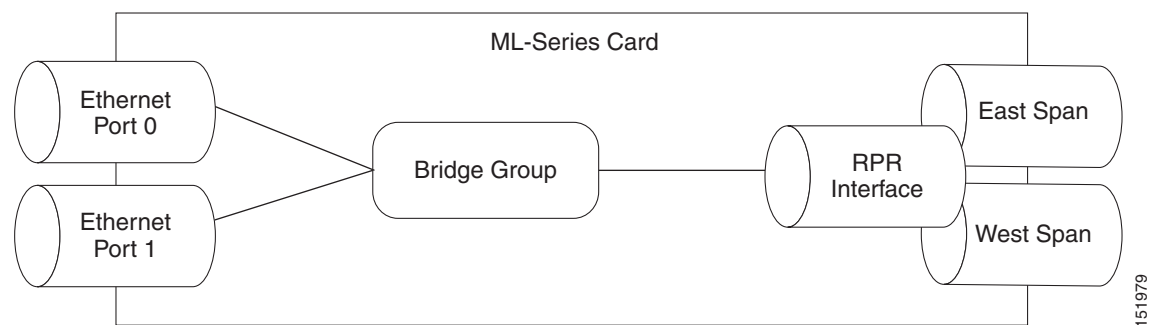 ML-Series Card
Ethernet
Port 0
Ethernet
Port 1
Bridge Group
RPR
Interface
East Span
West Span
151979